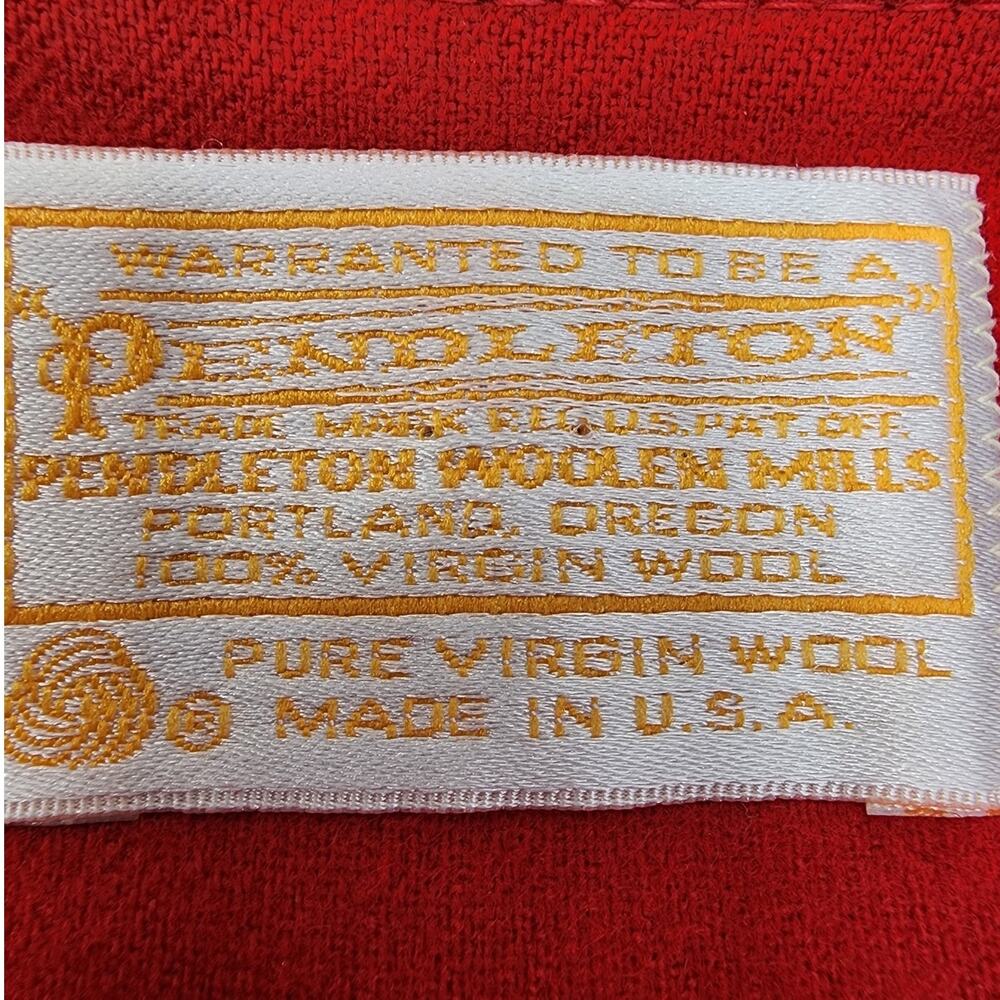 WARRANTED TO BE A
"PENDLETON"
TRADE MARK REG. U.S. PAT. OFF.
PENDLETON WOOLEN MILLS
PORTLAND, OREGON
100% VIRGIN WOOL
® PURE VIRGIN WOOL
MADE IN U.S.A.